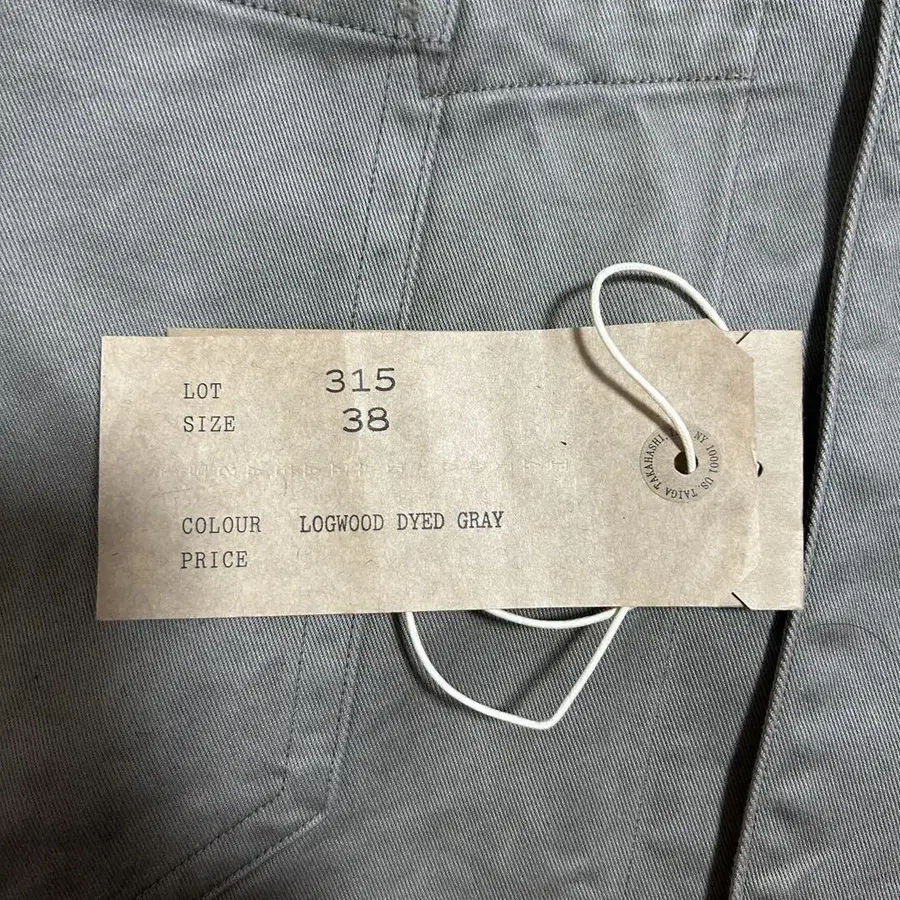 LOT 315
SIZE 38
COLOUR LOGWOOD DYED GRAY
PRICE
NY 10001 US. TAIGA TAKAHASHI,